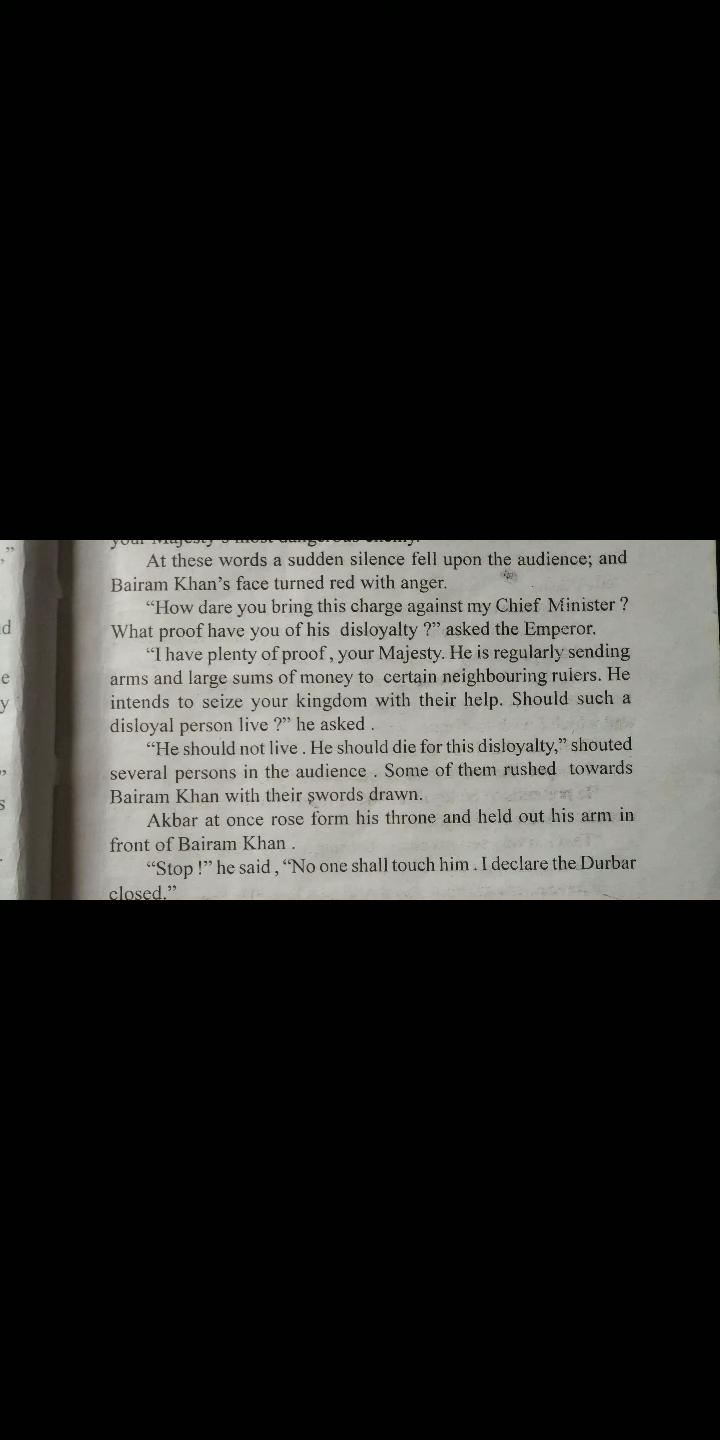 your Majesty's most dangerous enemy.
At these words a sudden silence fell upon the audience; and
Bairam Khan's face turned red with anger.
“How dare you bring this charge against my Chief Minister ?
What proof have you of his disloyalty ?” asked the Emperor.
“I have plenty of proof , your Majesty. He is regularly sending
arms and large sums of money to certain neighbouring rulers. He
intends to seize your kingdom with their help. Should such a
disloyal person live ?” he asked .
“He should not live . He should die for this disloyalty,” shouted
several persons in the audience . Some of them rushed towards
Bairam Khan with their swords drawn.
Akbar at once rose form his throne and held out his arm in
front of Bairam Khan .
“Stop !” he said , “No one shall touch him . I declare the Durbar
closed.”